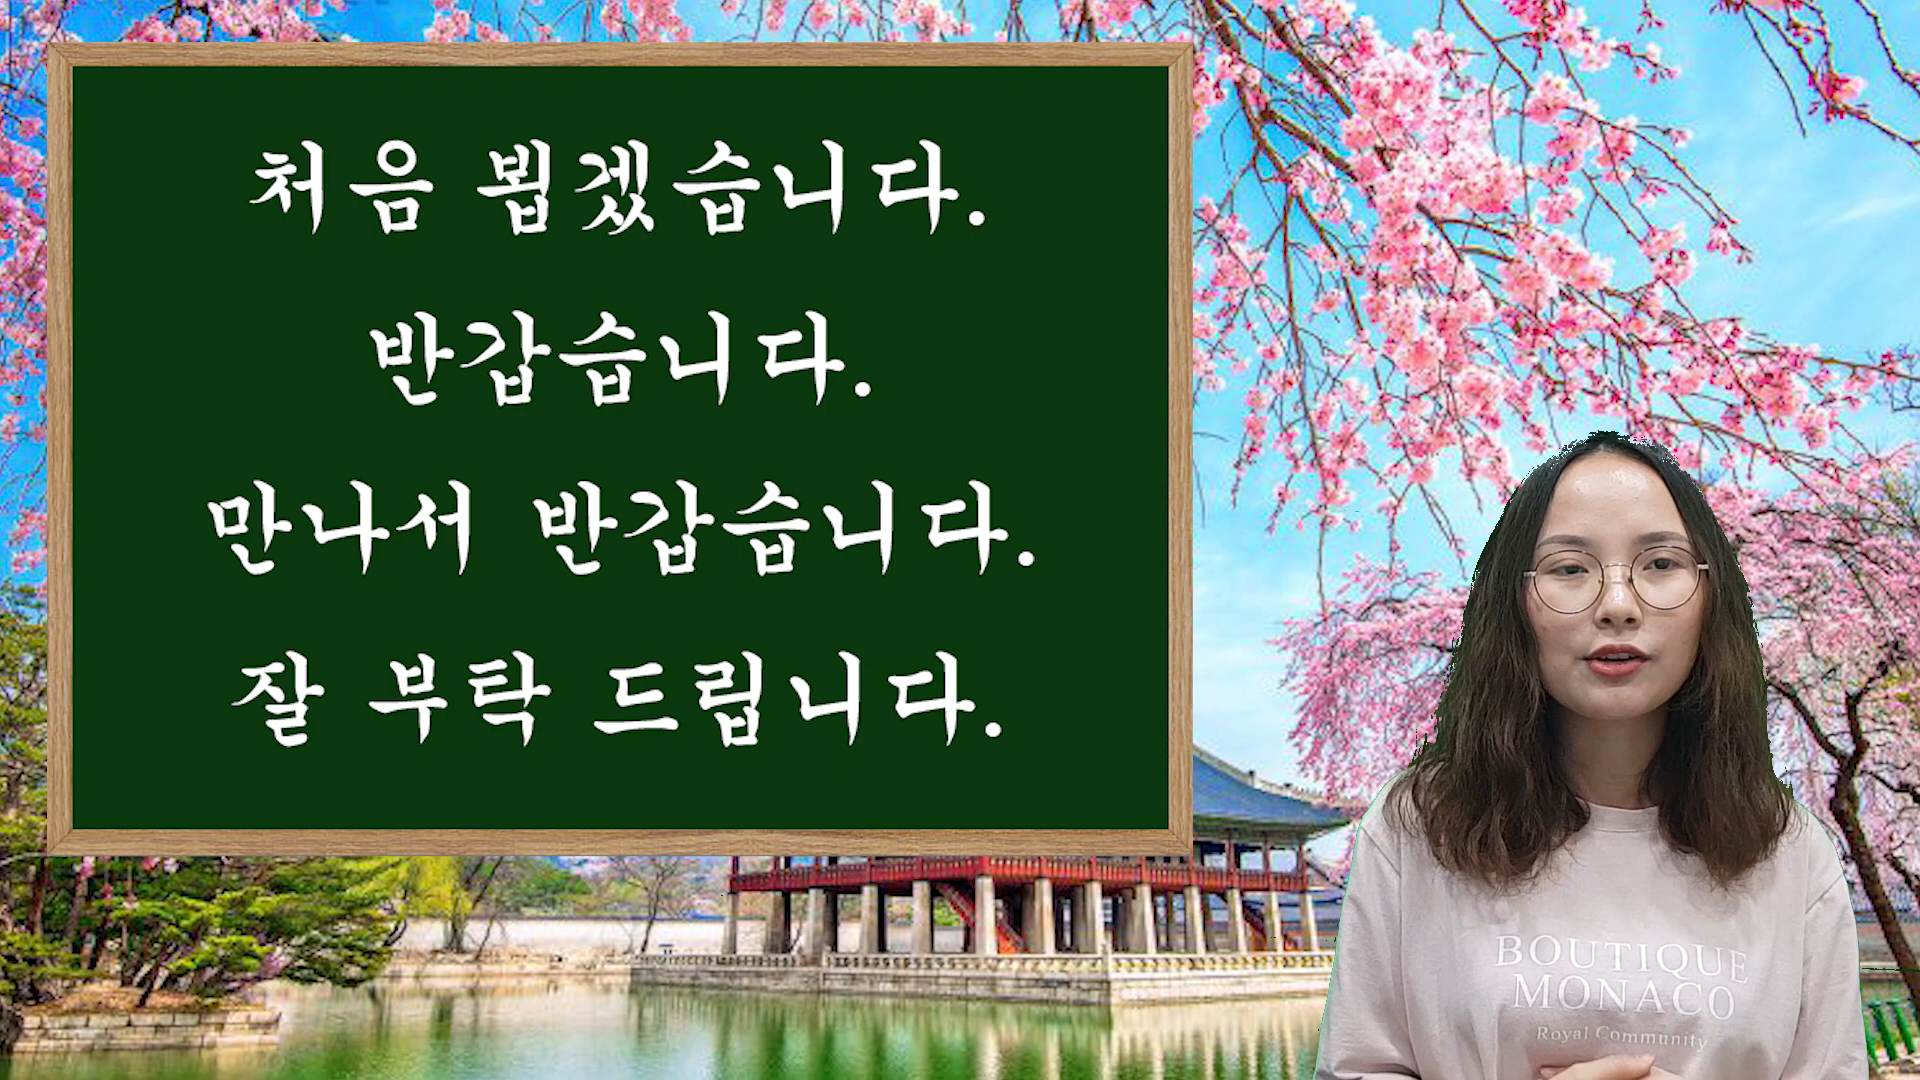 처음 뵙겠습니다.
반갑습니다.
만나서 반갑습니다.
잘 부탁 드립니다.
BOUTIQUE
MONACO
Royal Community